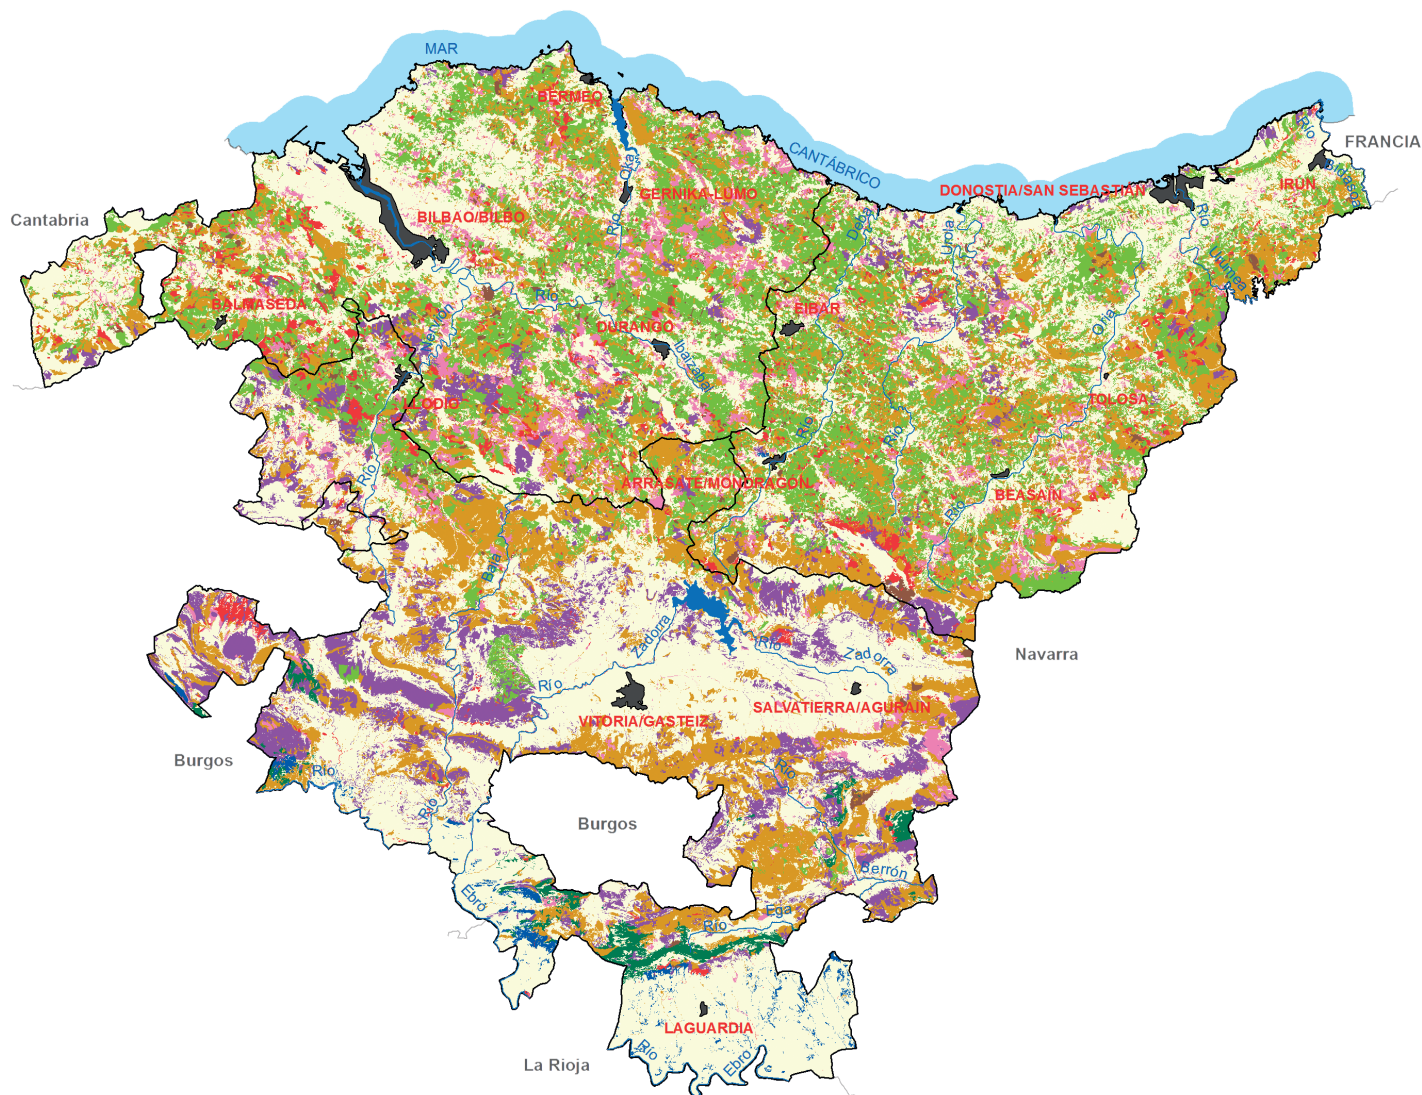 MAR
BERMEO
CANTÁBRICO
Río
FRANCIA
Bidasoa
IRUN
DONOSTIA/SAN SEBASTIÁN
Oka
Río
GERNIKA-LUMO
Cantabria
BILBAO/BILBO
Deba
Urola
Río
Urumea
Río
BALMASEDA
Nervión
DURANGO
Ibaizabal
EIBAR
Oria
LLODIO
TOLOSA
Río
Río
Río
ARRASATE/MONDRAGÓN
BEASAIN
Río
Baia
Zadorra
Río
Zadorra
Navarra
Río
VITORIA/GASTEIZ
SALVATIERRA/AGURAIN
Burgos
Río
Río
Río
Burgos
Berrón
Ebro
Ega
Río
LAGUARDIA
Río
Ebro
La Rioja